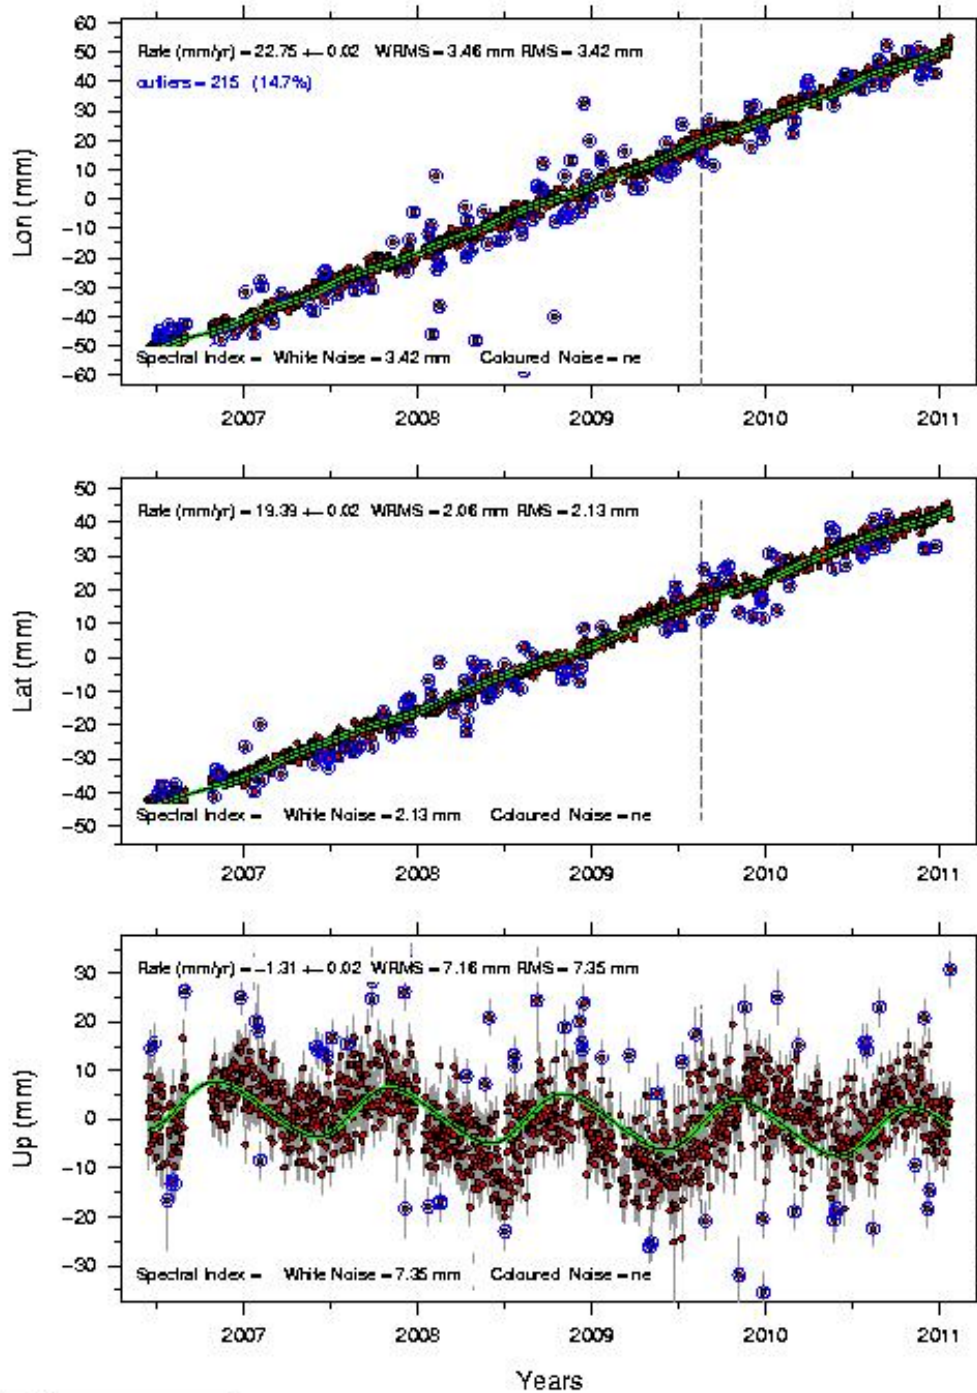 Rate (mm/yr) = 22.75 +- 0.02 WRMS = 3.46 mm RMS = 3.42 mm
outliers = 215 (14.7%)
60
50
40
30
20
10
0
-10
-20
-30
-40
-50
-60
Lon (mm)
Spectral Index = White Noise = 3.42 mm Coloured Noise = ne
2007 2008 2009 2010 2011
Rate (mm/yr) = 19.39 +- 0.02 WRMS = 2.06 mm RMS = 2.13 mm
50
40
30
20
10
0
-10
-20
-30
-40
-50
Lat (mm)
Spectral Index = White Noise = 2.13 mm Coloured Noise = ne
2007 2008 2009 2010 2011
Rate (mm/yr) = -1.31 +- 0.02 WRMS = 7.16 mm RMS = 7.35 mm
30
20
10
0
-10
-20
-30
Up (mm)
Spectral Index = White Noise = 7.35 mm Coloured Noise = ne
2007 2008 2009 2010 2011
Years